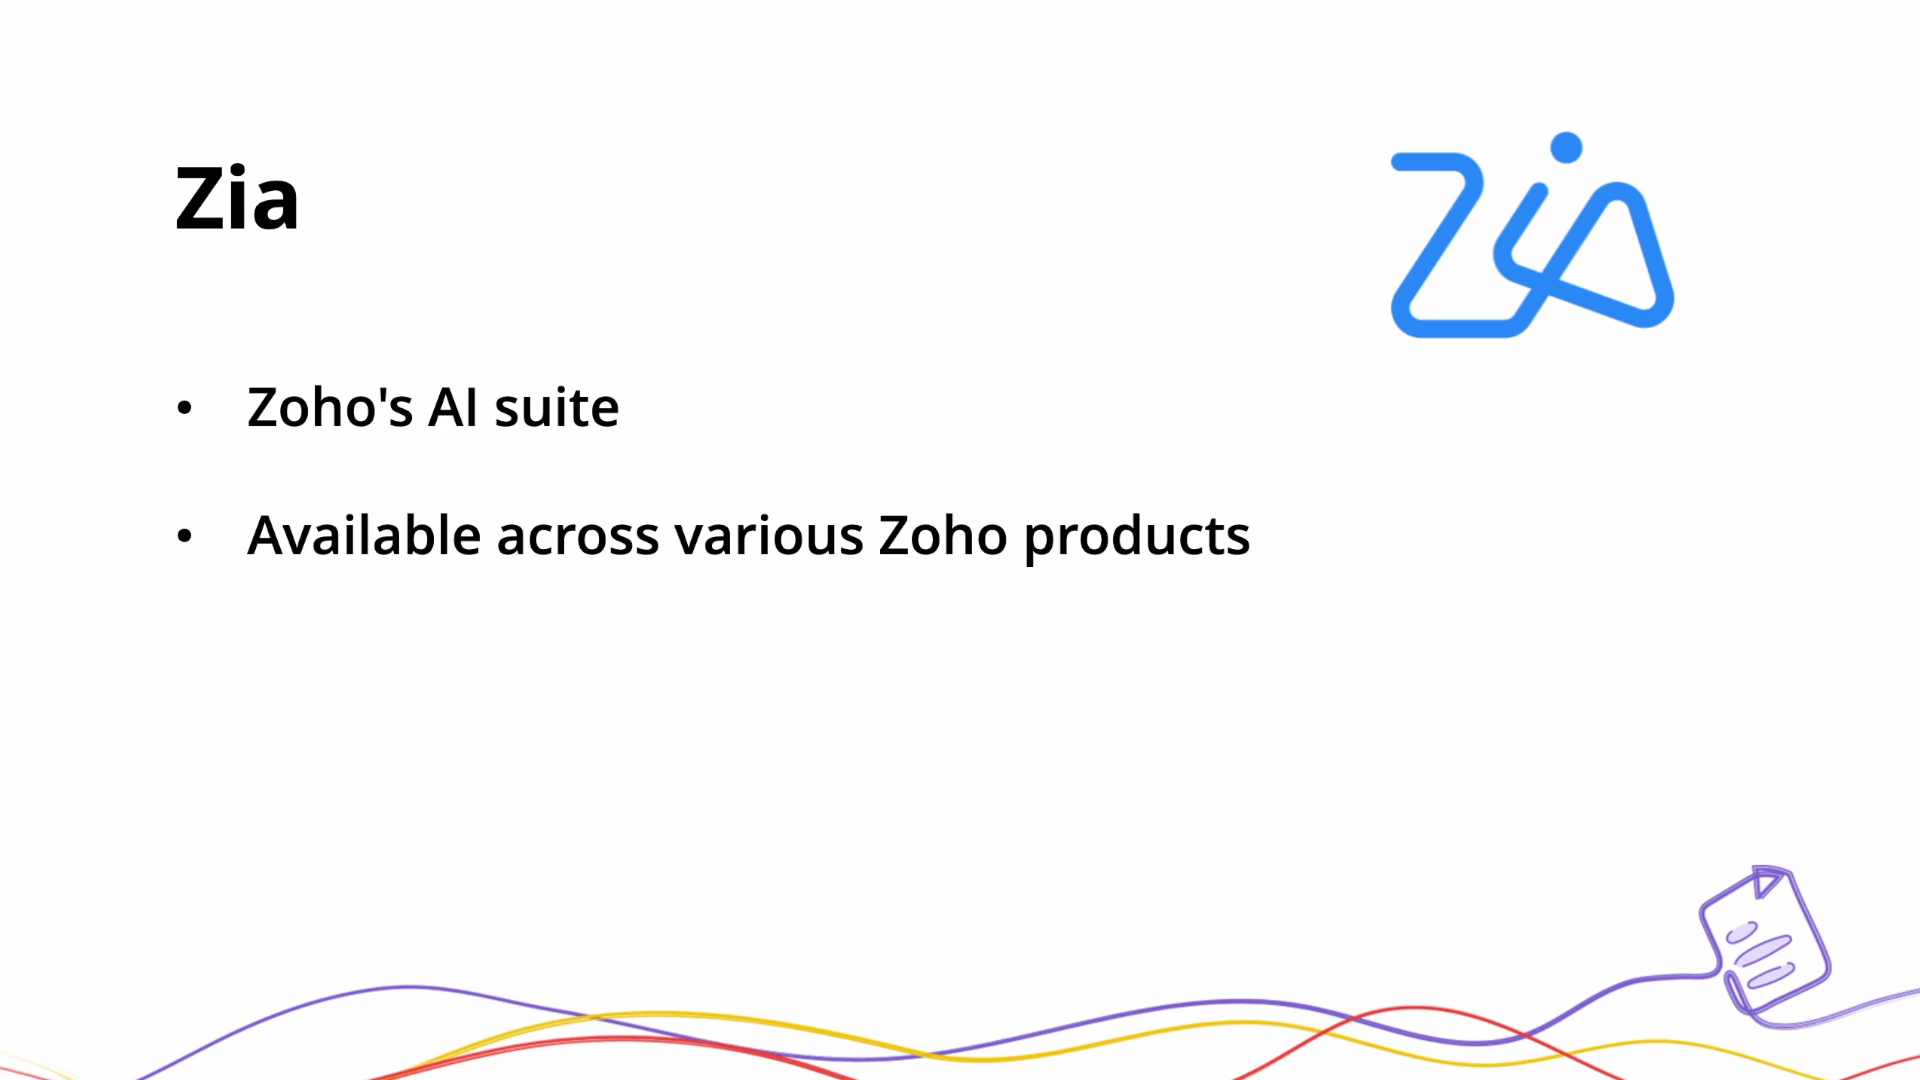 Zia
Zia
• Zoho's AI suite
• Available across various Zoho products